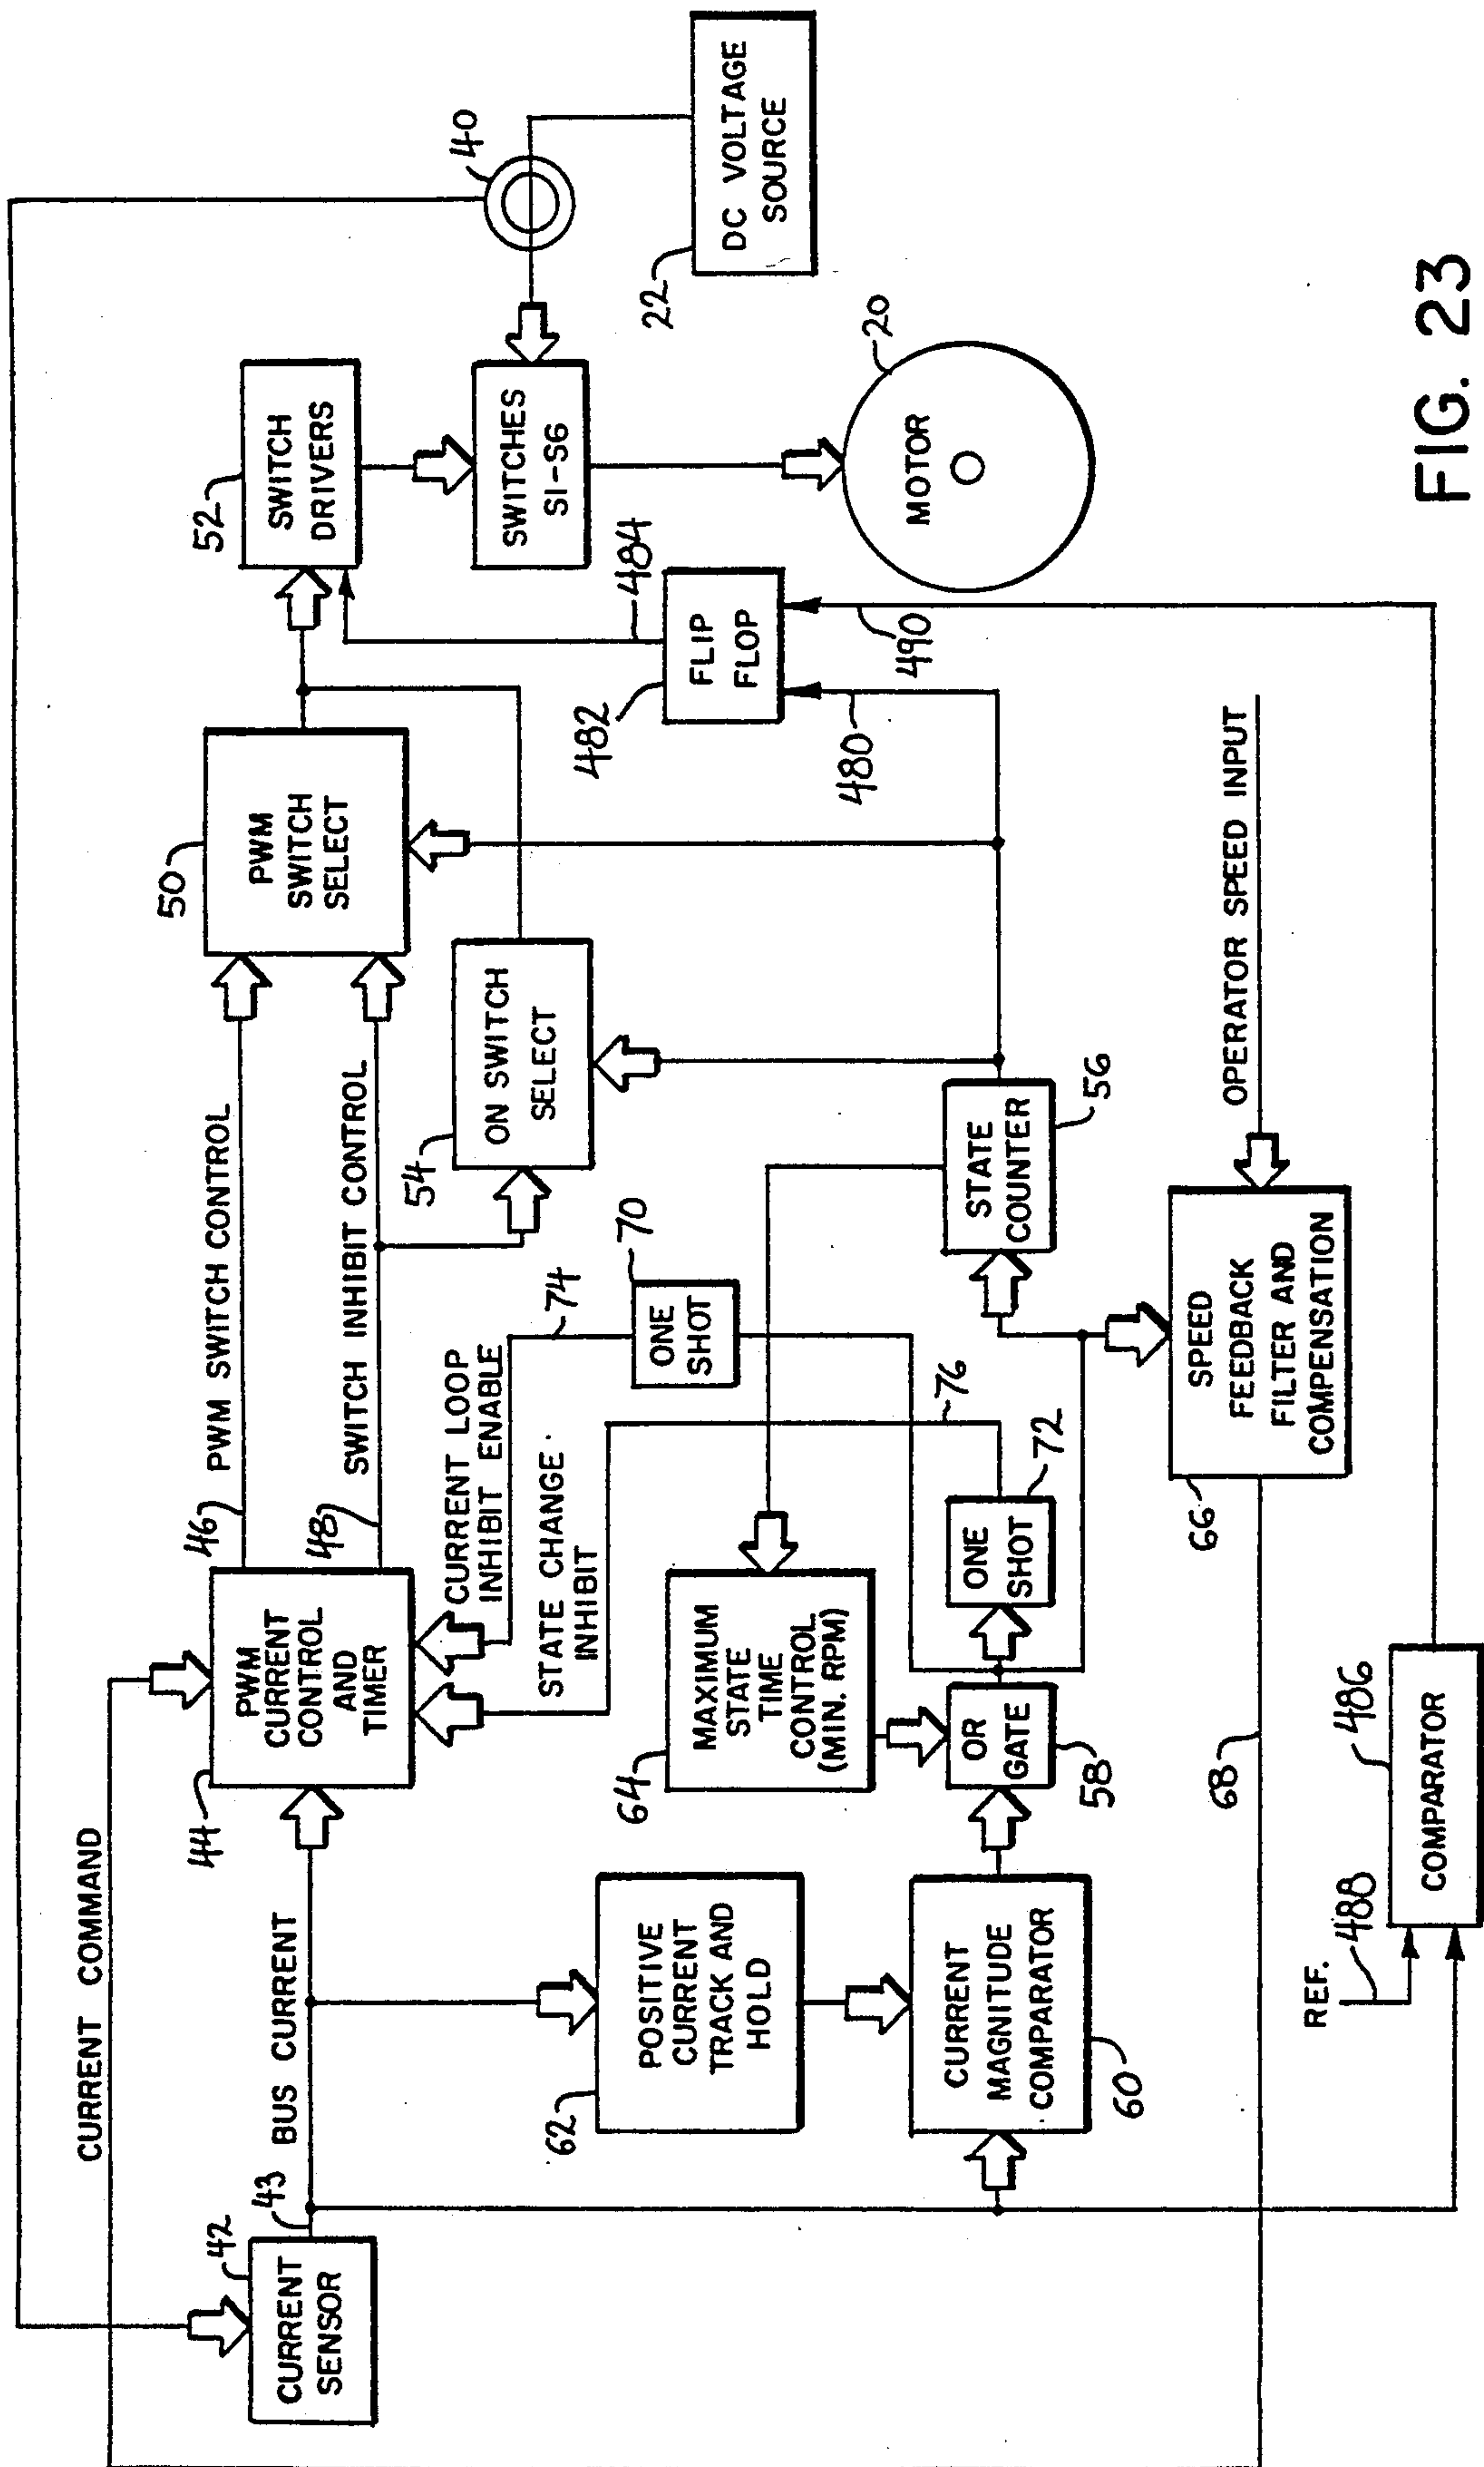 CURRENT COMMAND
42
CURRENT
SENSOR
43
BUS CURRENT
44
PWM
CURRENT
CONTROL
AND
TIMER
46
PWM SWITCH CONTROL
48
SWITCH INHIBIT CONTROL
50
PWM
SWITCH
SELECT
52
SWITCH
DRIVERS
40
CURRENT LOOP
INHIBIT ENABLE
74
STATE CHANGE
INHIBIT
70
ONE
SHOT
54
ON SWITCH
SELECT
SWITCHES
S1-S6
484
482
FLIP
FLOP
480
490
22
DC VOLTAGE
SOURCE
20
MOTOR
62
POSITIVE
CURRENT
TRACK AND
HOLD
64
MAXIMUM
STATE
TIME
CONTROL
(MIN. RPM)
76
72
ONE
SHOT
STATE
COUNTER
56
CURRENT
MAGNITUDE
COMPARATOR
60
OR
GATE
58
66
SPEED
FEEDBACK
FILTER AND
COMPENSATION
OPERATOR SPEED INPUT
68
REF.
488
COMPARATOR
486
FIG. 23